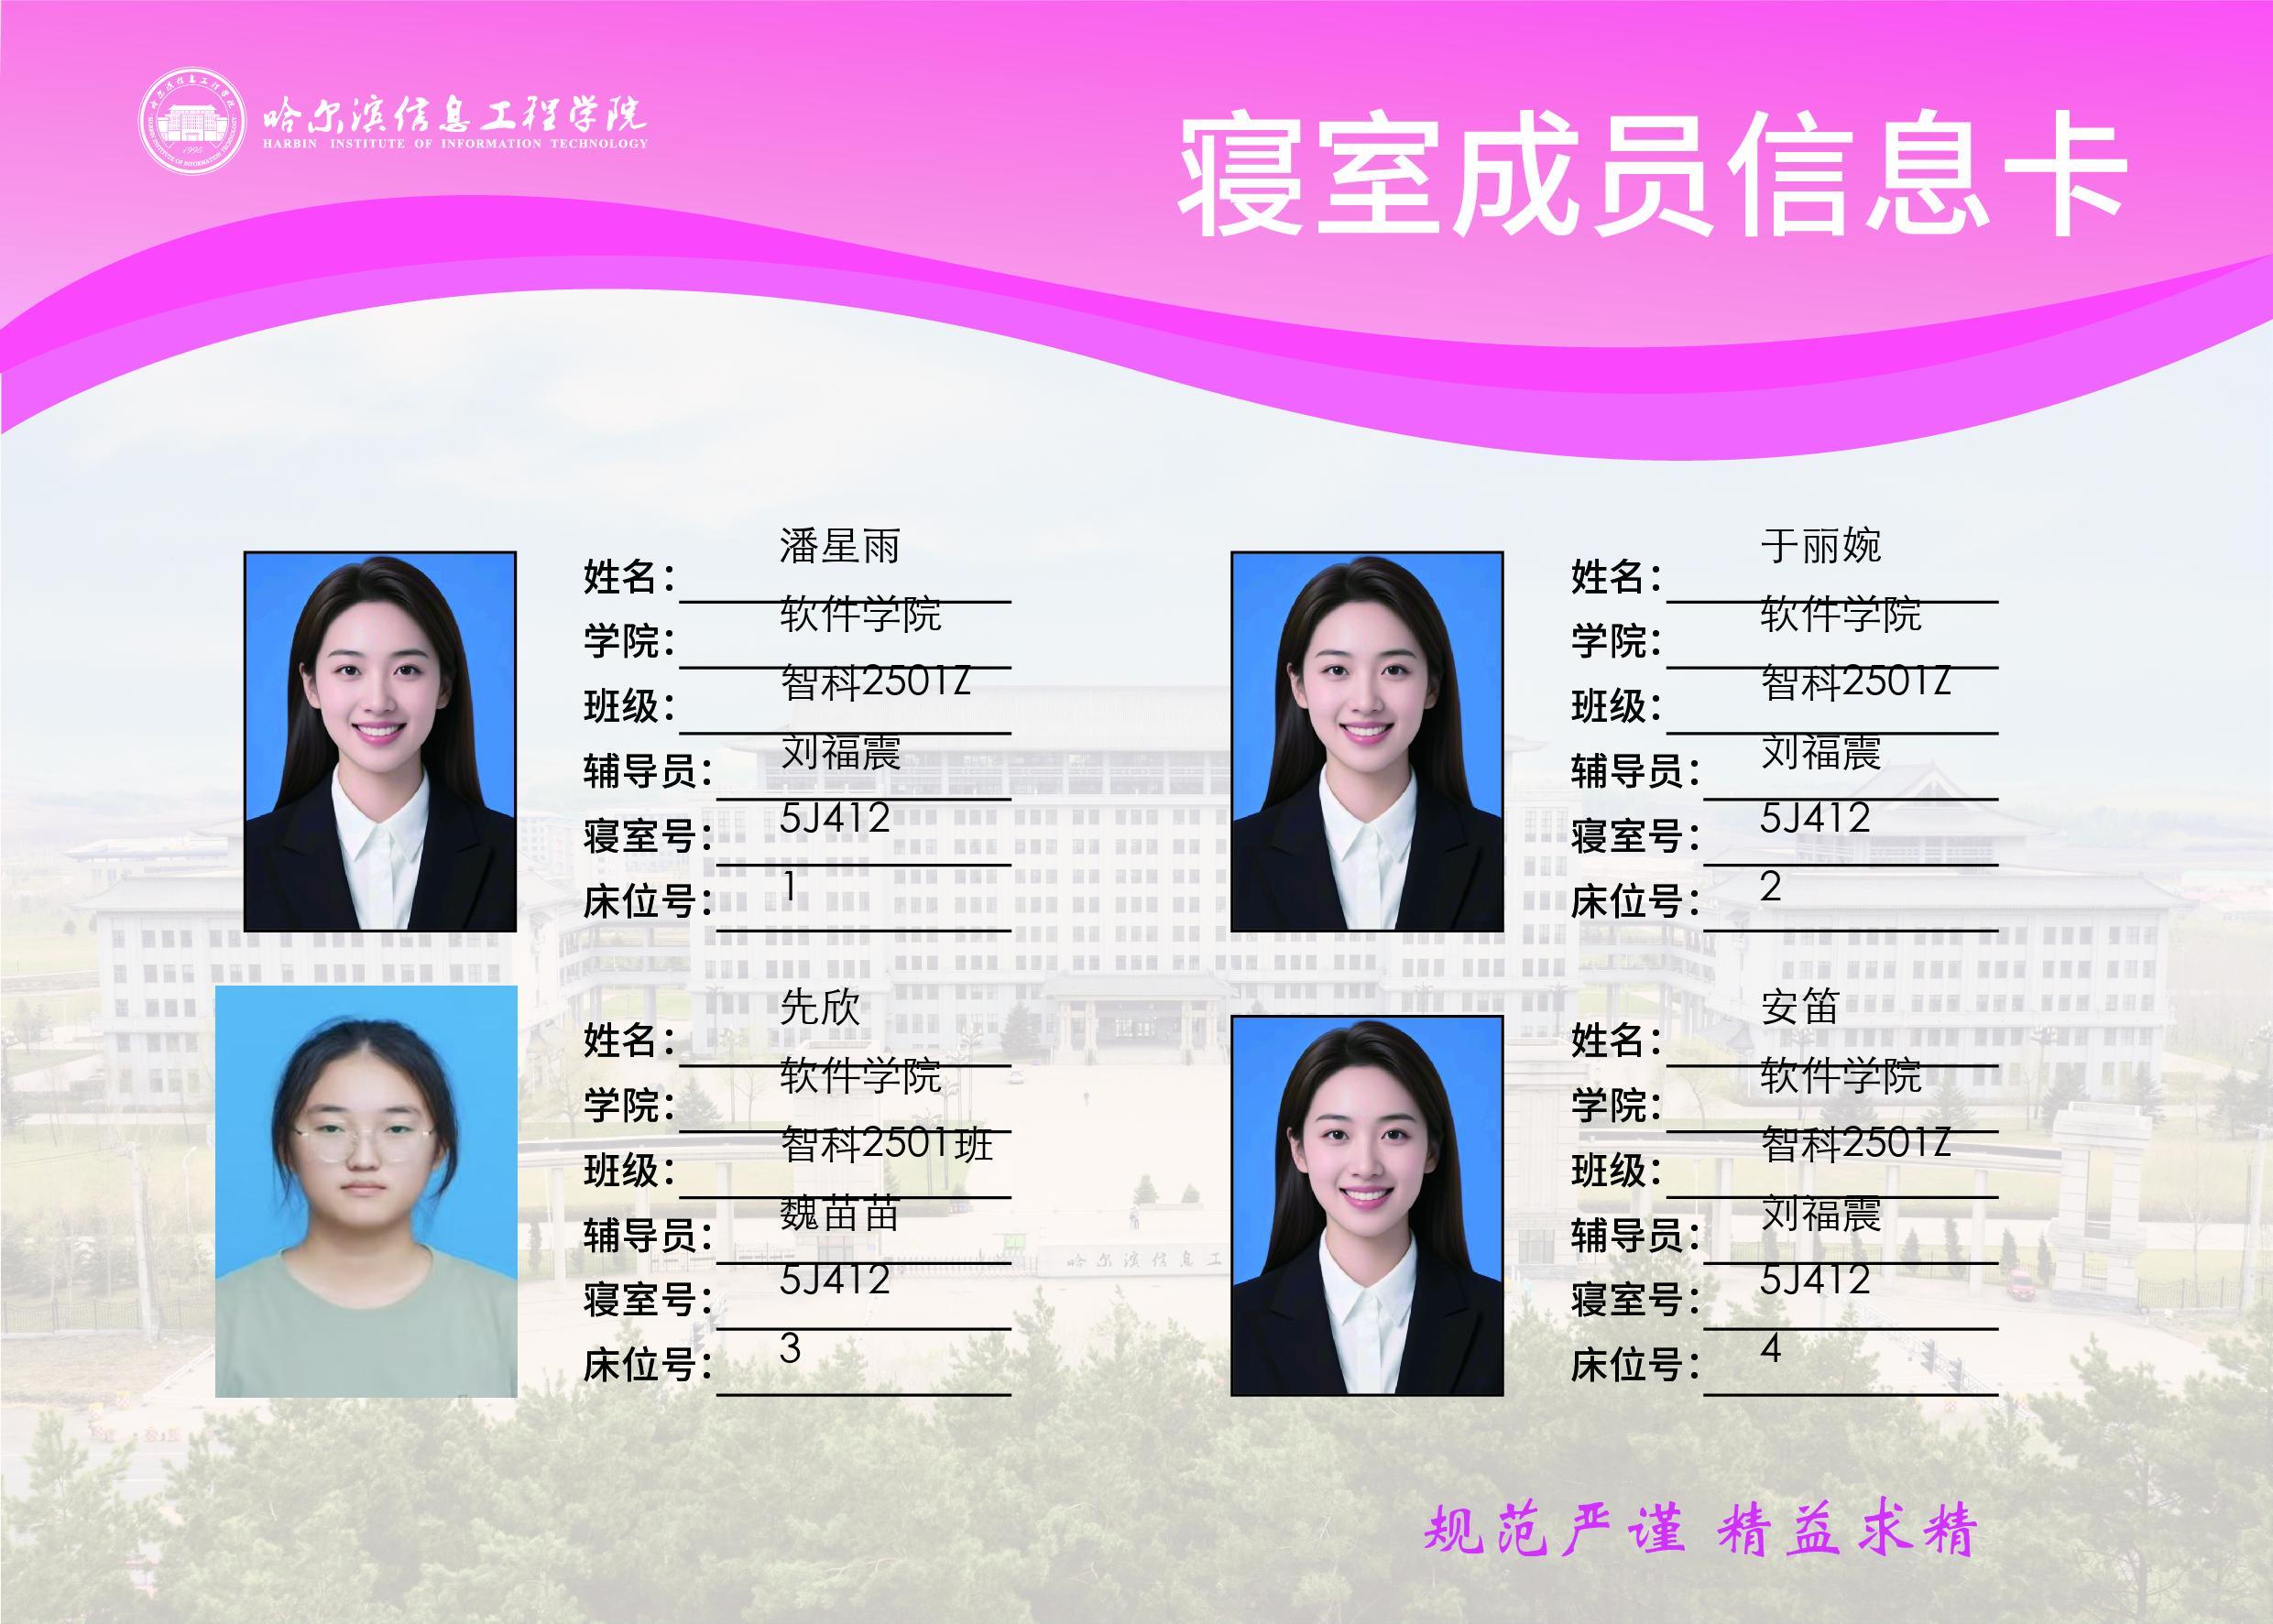 哈尔滨信息工程学院
HARBIN INSTITUTE OF INFORMATION TECHNOLOGY
1995
寝室成员信息卡
姓名：潘星雨
学院：软件学院
班级：智科2501Z
辅导员：刘福震
寝室号：5J412
床位号：1
姓名：于丽婉
学院：软件学院
班级：智科2501Z
辅导员：刘福震
寝室号：5J412
床位号：2
姓名：先欣
学院：软件学院
班级：智科2501班
辅导员：魏苗苗
寝室号：5J412
床位号：3
姓名：安笛
学院：软件学院
班级：智科2501Z
辅导员：刘福震
寝室号：5J412
床位号：4
哈尔滨信息工
规范严谨 精益求精